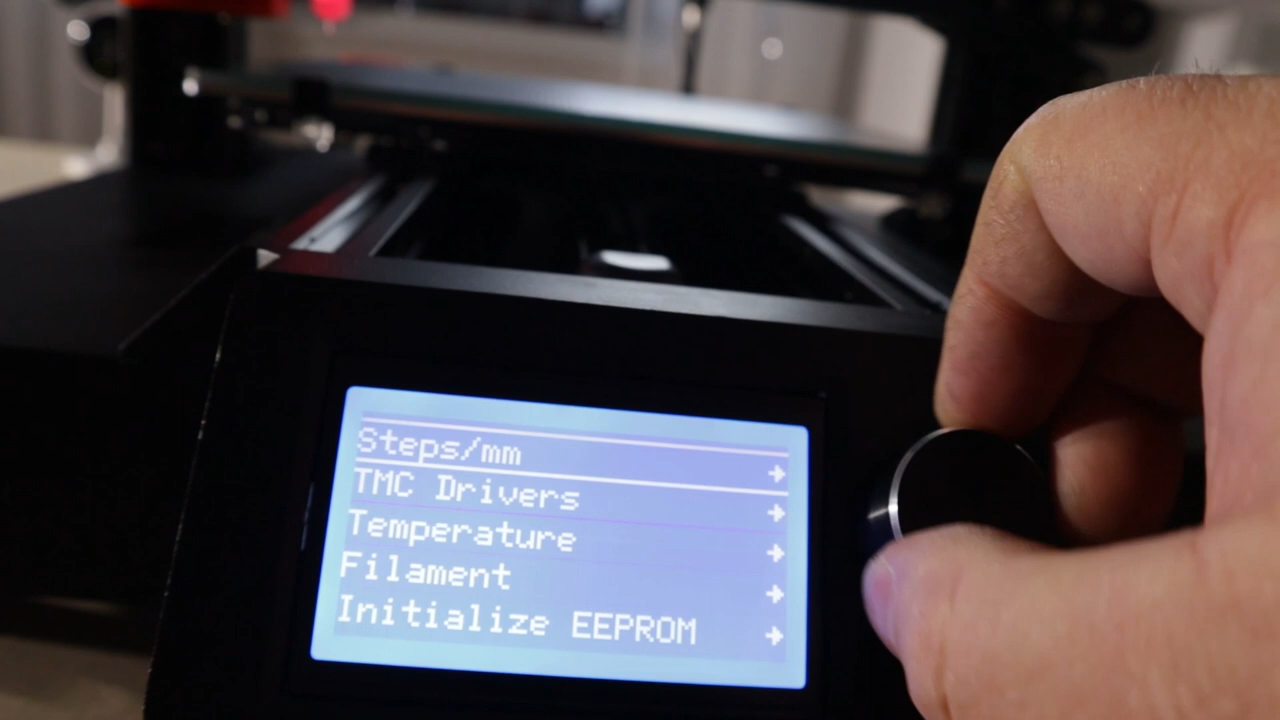 Steps/mm
TMC Drivers
Temperature
Filament
Initialize EEPROM